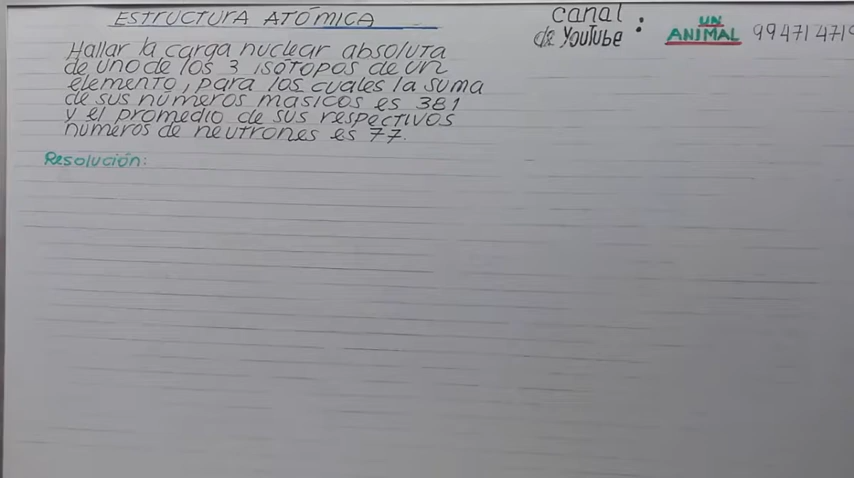 ESTRUCTURA ATÓMICA
canal
de YouTube :
UN
ANIMAL
994714719
Hallar la carga nuclear absoluta
de uno de los 3 isótopos de un
elemento, para los cuales la suma
de sus números masicos es 381
y el promedio de sus respectivos
números de neutrones es 77.
Resolución: